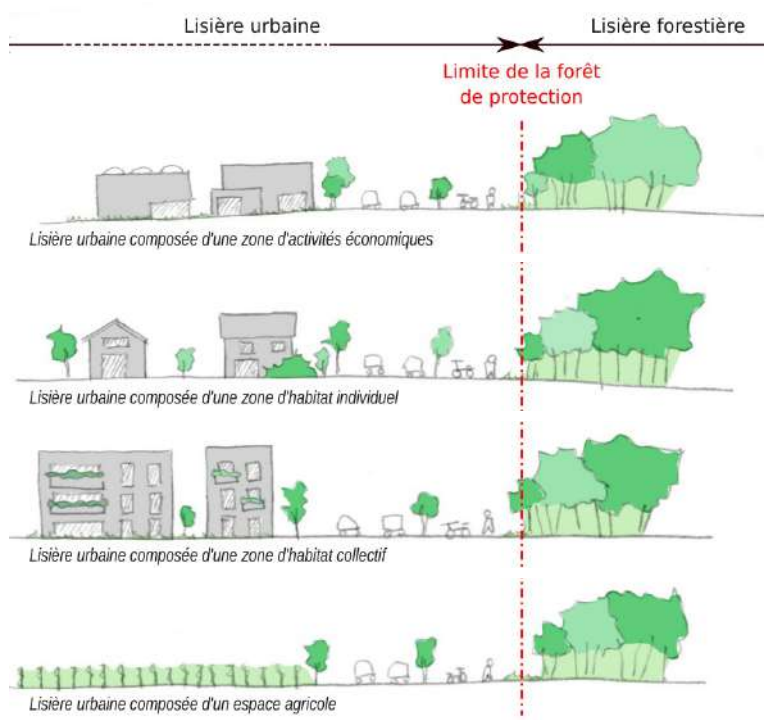 Lisière urbaine
Lisière forestière
Limite de la forêt
de protection
Lisière urbaine composée d'une zone d'activités économiques
Lisière urbaine composée d'une zone d'habitat individuel
Lisière urbaine composée d'une zone d'habitat collectif
Lisière urbaine composée d'un espace agricole